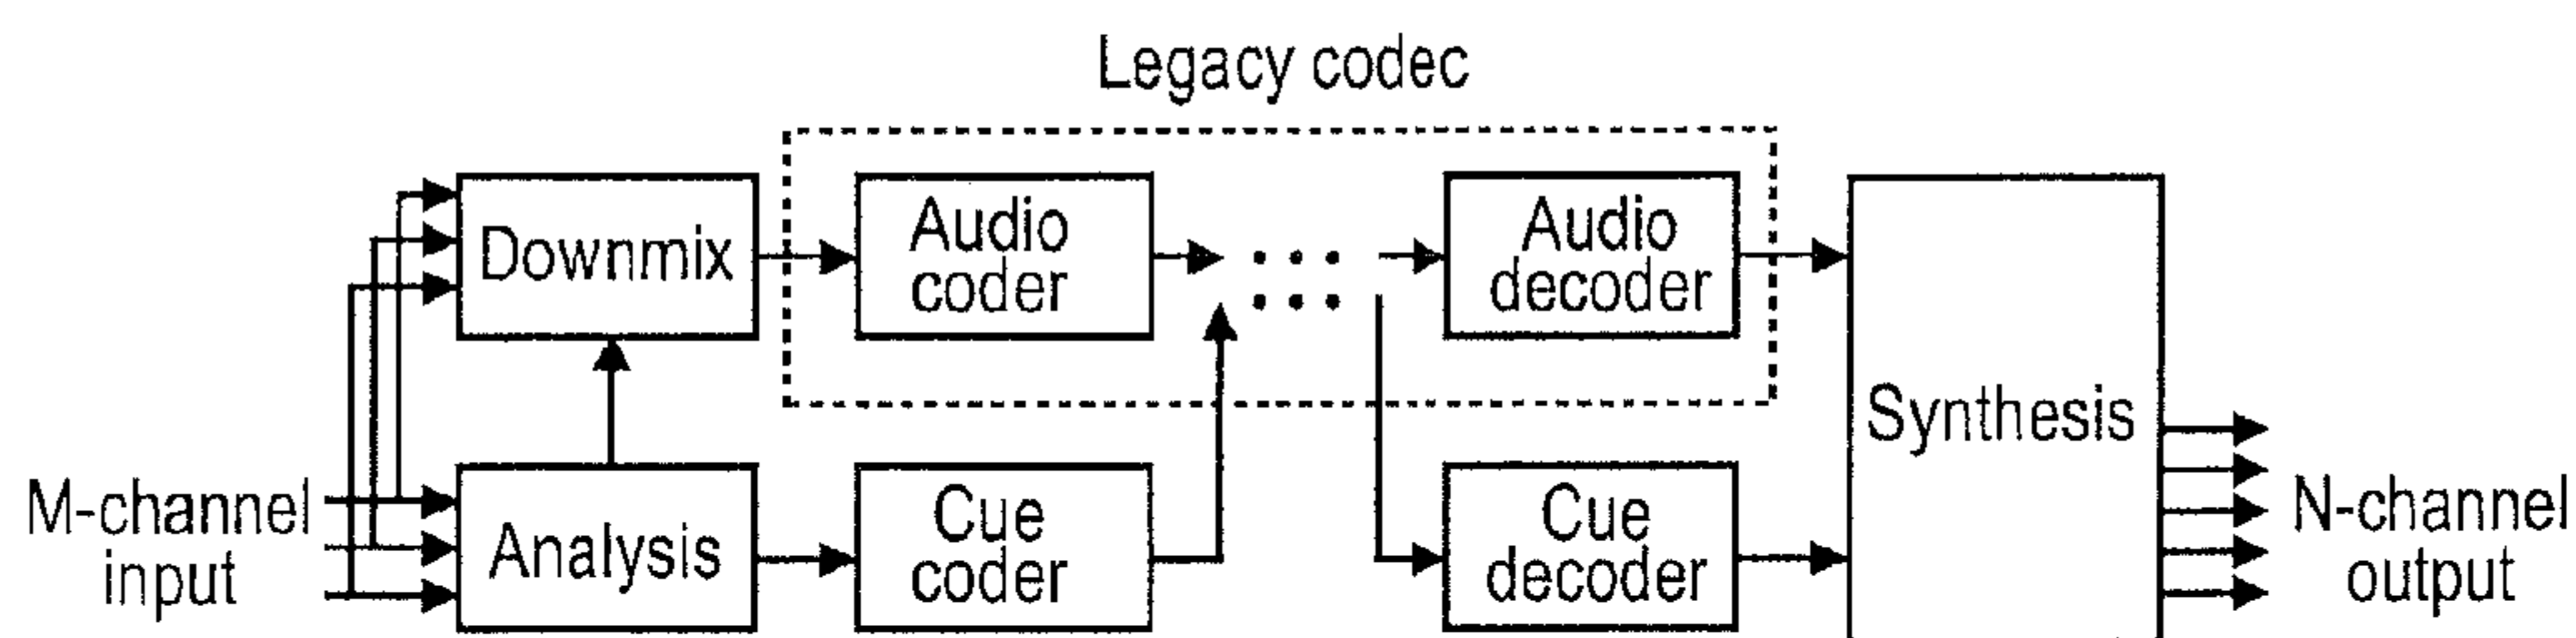 Legacy codec
Downmix
Audio
coder
Audio
decoder
Synthesis
M-channel
input
Analysis
Cue
coder
Cue
decoder
N-channel
output